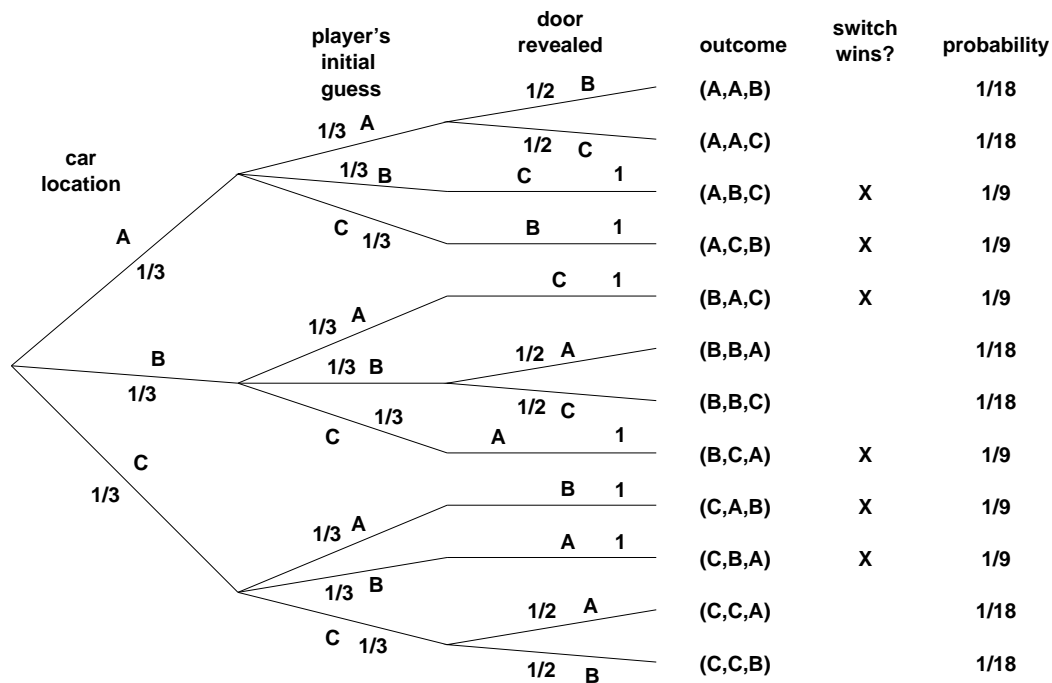 door
player's revealed outcome switch wins? probability
initial
guess
1/2 B (A,A,B) 1/18
1/3 A
1/2 C (A,A,C) 1/18
car
location
1/3 B C 1 (A,B,C) X 1/9
A
1/3
C 1/3 B 1 (A,C,B) X 1/9
C 1 (B,A,C) X 1/9
1/3 A
B
1/3
1/3 B 1/2 A (B,B,A) 1/18
1/2 C (B,B,C) 1/18
C 1/3 A 1 (B,C,A) X 1/9
C
1/3
B 1 (C,A,B) X 1/9
1/3 A
A 1 (C,B,A) X 1/9
1/3 B
1/2 A (C,C,A) 1/18
C 1/3
1/2 B (C,C,B) 1/18